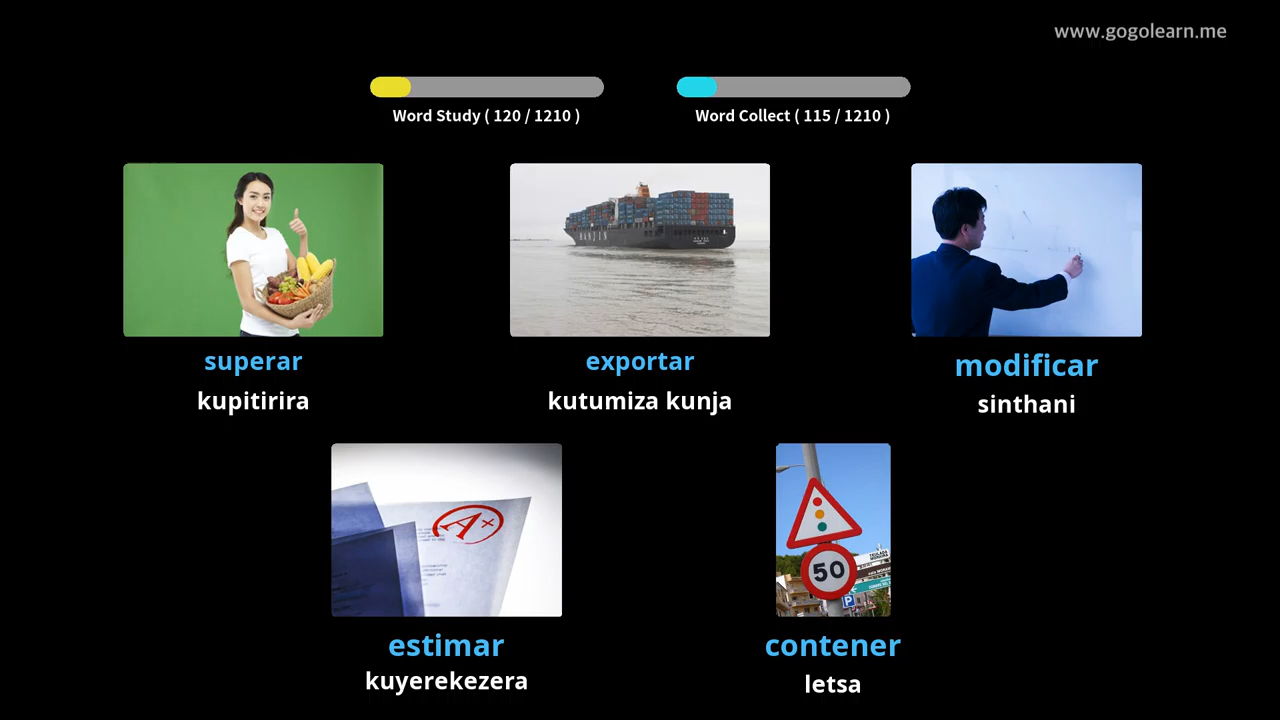 www.gogolearn.me
Word Study ( 120 / 1210 )
Word Collect ( 115 / 1210 )
superar
kupitirira
exportar
kutumiza kunja
modificar
sinthani
A+
50
P
estimar
kuyerekezera
contener
letsa